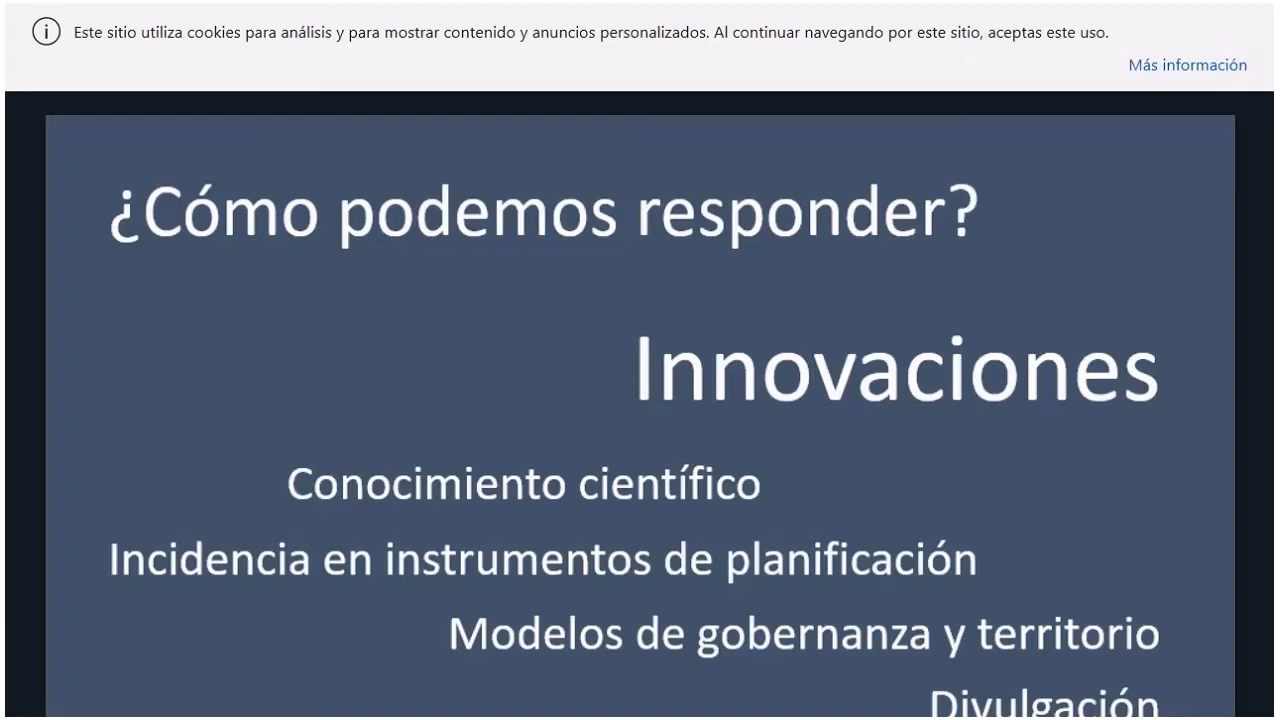 Este sitio utiliza cookies para análisis y para mostrar contenido y anuncios personalizados. Al continuar navegando por este sitio, aceptas este uso.
Más información
¿Cómo podemos responder?
Innovaciones
Conocimiento científico
Incidencia en instrumentos de planificación
Modelos de gobernanza y territorio
Divulgación